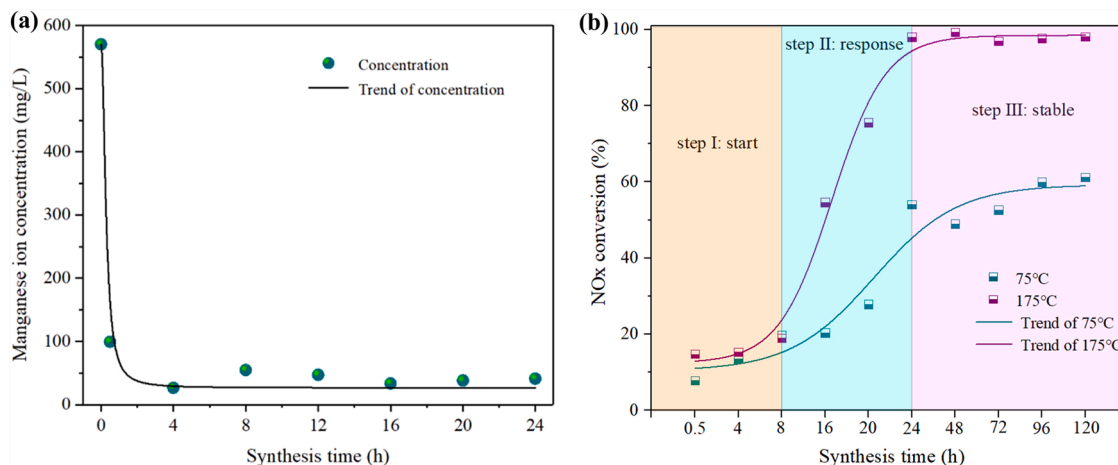 (a)
600
500
400
300
200
100
0
Manganese ion concentration (mg/L)
Concentration
Trend of concentration
0 4 8 12 16 20 24
Synthesis time (h)
(b)
100
80
60
40
20
0
NOx conversion (%)
step I: start
step II: response
step III: stable
75°C
175°C
Trend of 75°C
Trend of 175°C
0.5 4 8 16 20 24 48 72 96 120
Synthesis time (h)